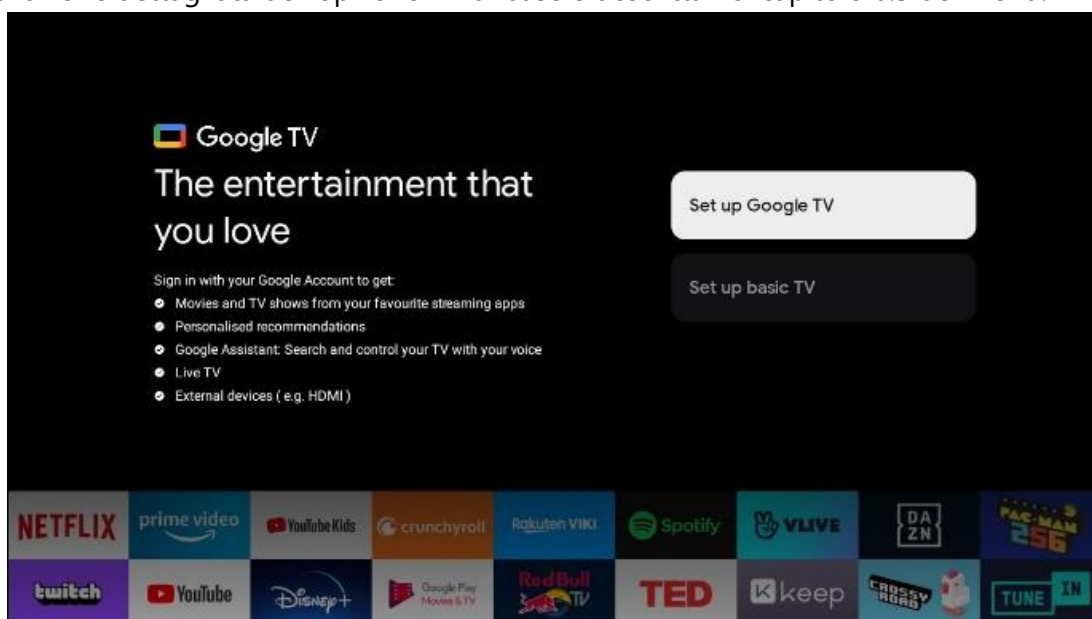 Google TV
The entertainment that
you love
Sign in with your Google Account to get:
Movies and TV shows from your favourite streaming apps
Personalised recommendations
Google Assistant: Search and control your TV with your voice
Live TV
External devices ( e.g. HDMI )
Set up Google TV
Set up basic TV
NETFLIX
prime video
YouTube Kids
crunchyroll
Rakuten VIKI
Spotify
VLIVE
DAZN
PAC-MAN
256
twitch
YouTube
Disney+
Google Play
Movies & TV
Red Bull
TV
TED
keep
CROSSY
ROAD
TUNE IN